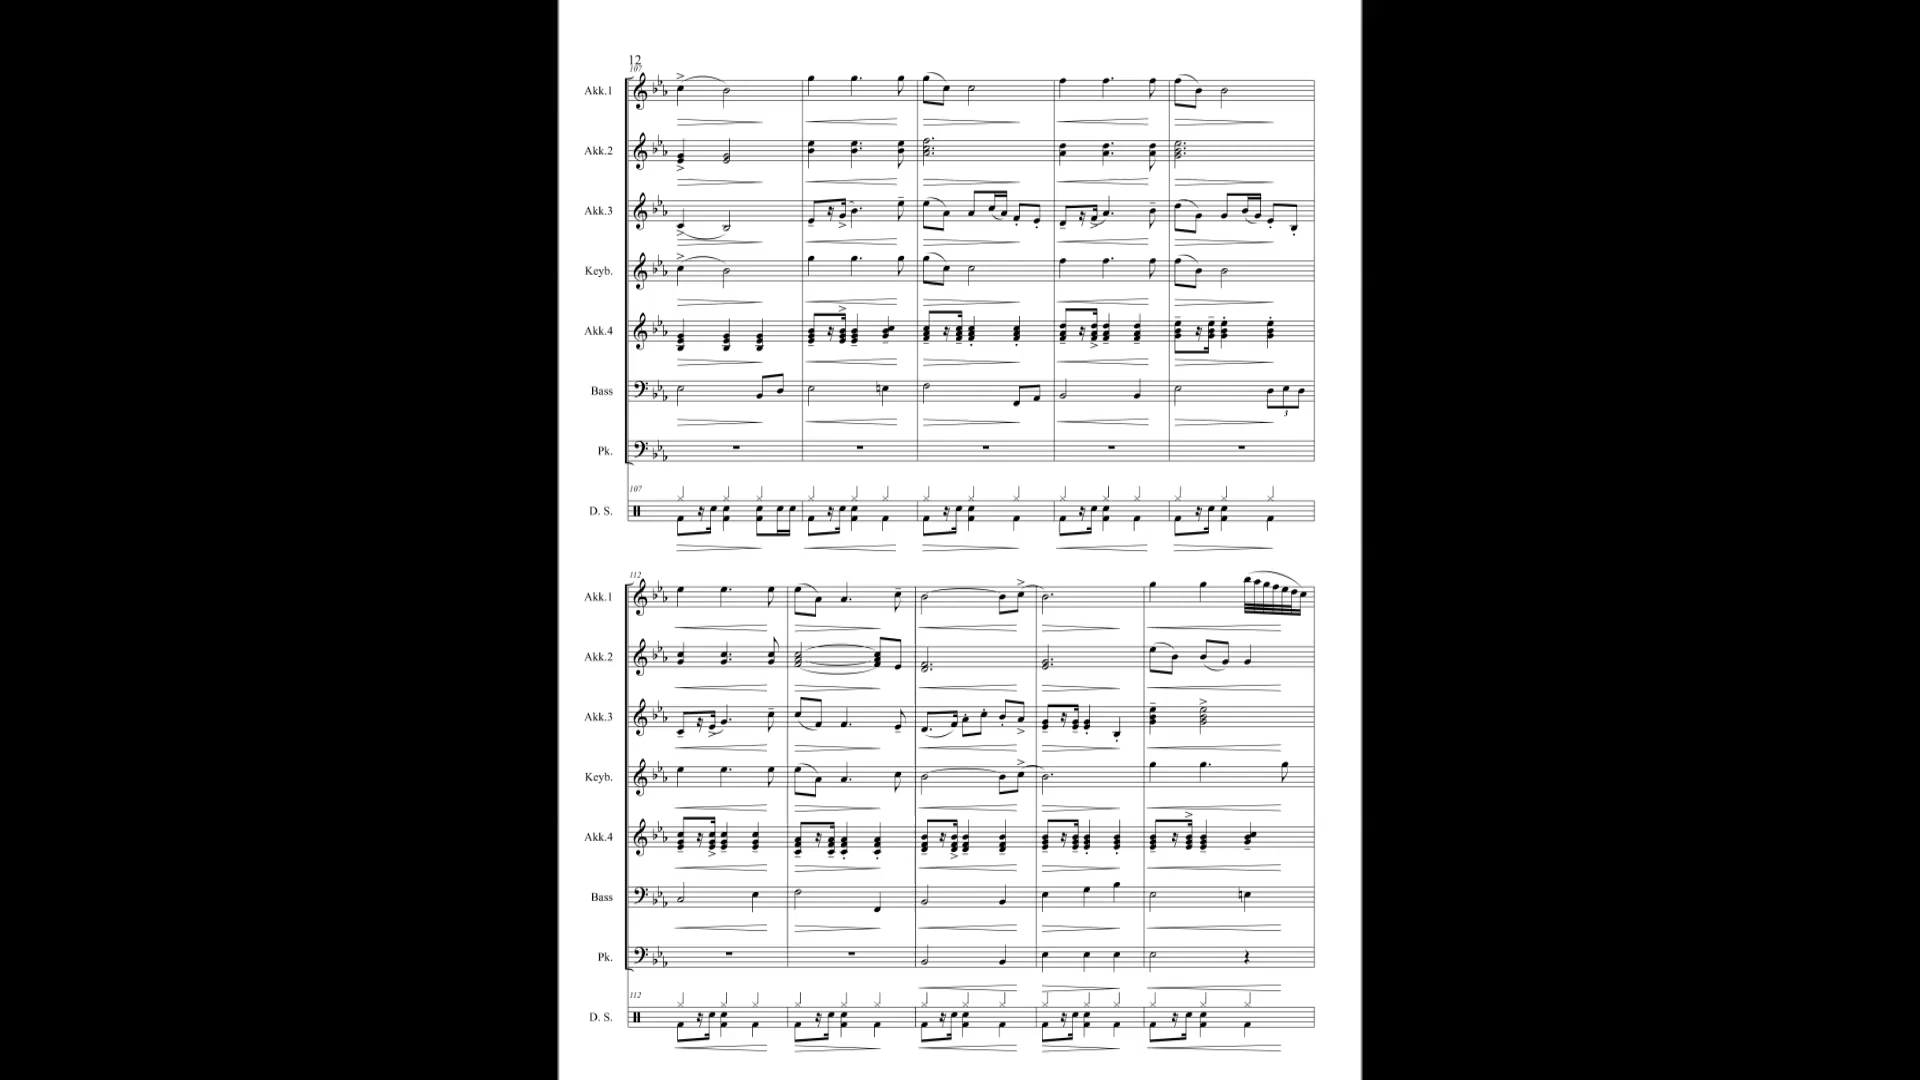 12
107
Akk.1
Akk.2
Akk.3
Keyb.
Akk.4
Bass
3
Pk.
107
D. S.
112
Akk.1
Akk.2
Akk.3
Keyb.
Akk.4
Bass
Pk.
112
D. S.